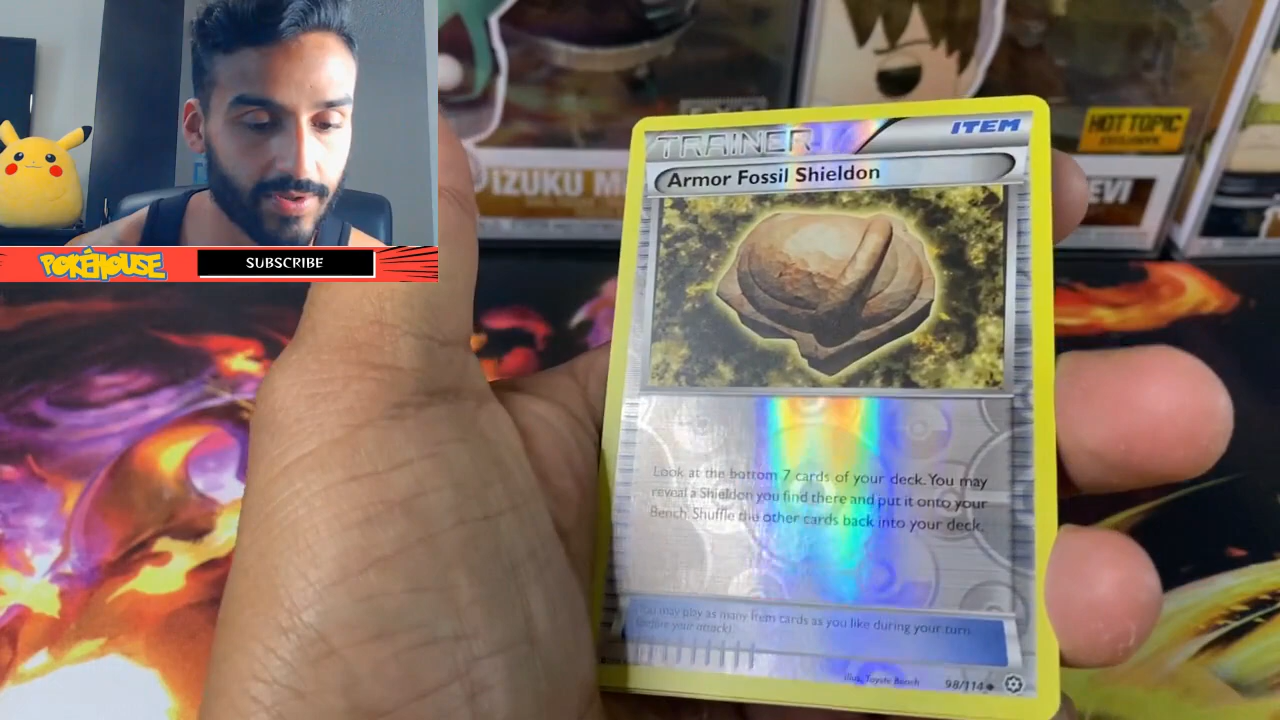 POKÉHOUSE
SUBSCRIBE
IZUKU M
HOT TOPIC
EXCLUSIVE
EVI
TRAINER
ITEM
Armor Fossil Shieldon
Look at the bottom 7 cards of your deck. You may
reveal a Shieldon you find there and put it onto your
Bench. Shuffle the other cards back into your deck.
You may play as many Item cards as you like during your turn
(before your attack).
illus. Toyste Beach
98/114